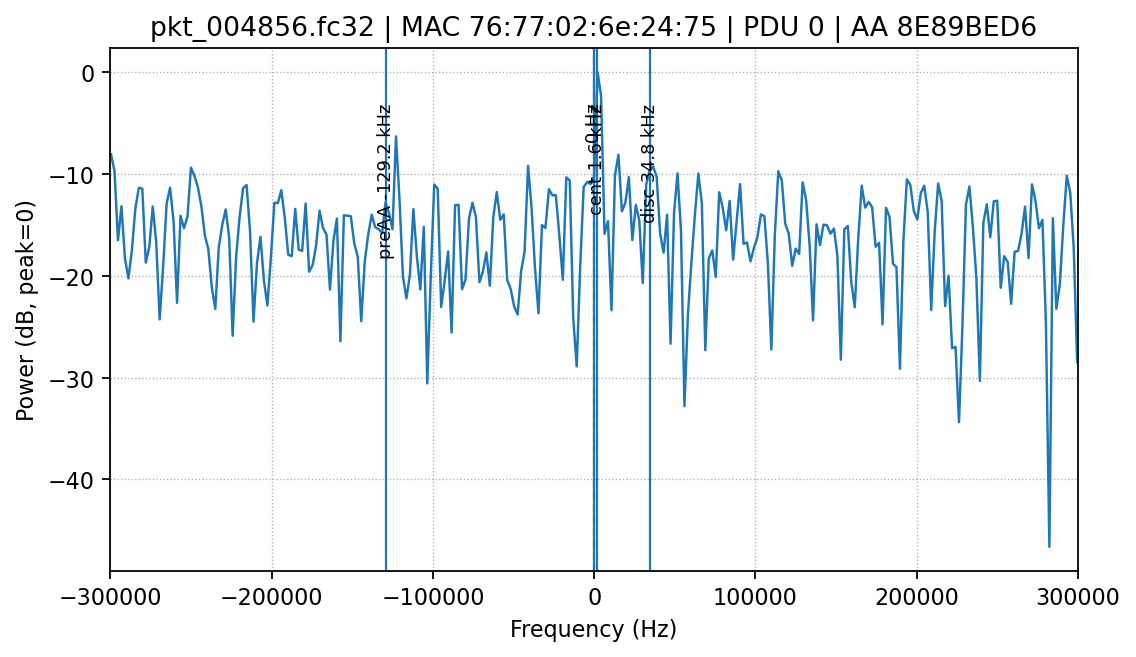 pkt_004856.fc32 | MAC 76:77:02:6e:24:75 | PDU 0 | AA 8E89BED6
Power (dB, peak=0)
0
−10
−20
−30
−40
preAA -129.2 kHz
cent 1.6 kHz
disc 34.8 kHz
−300000
−200000
−100000
0
100000
200000
300000
Frequency (Hz)